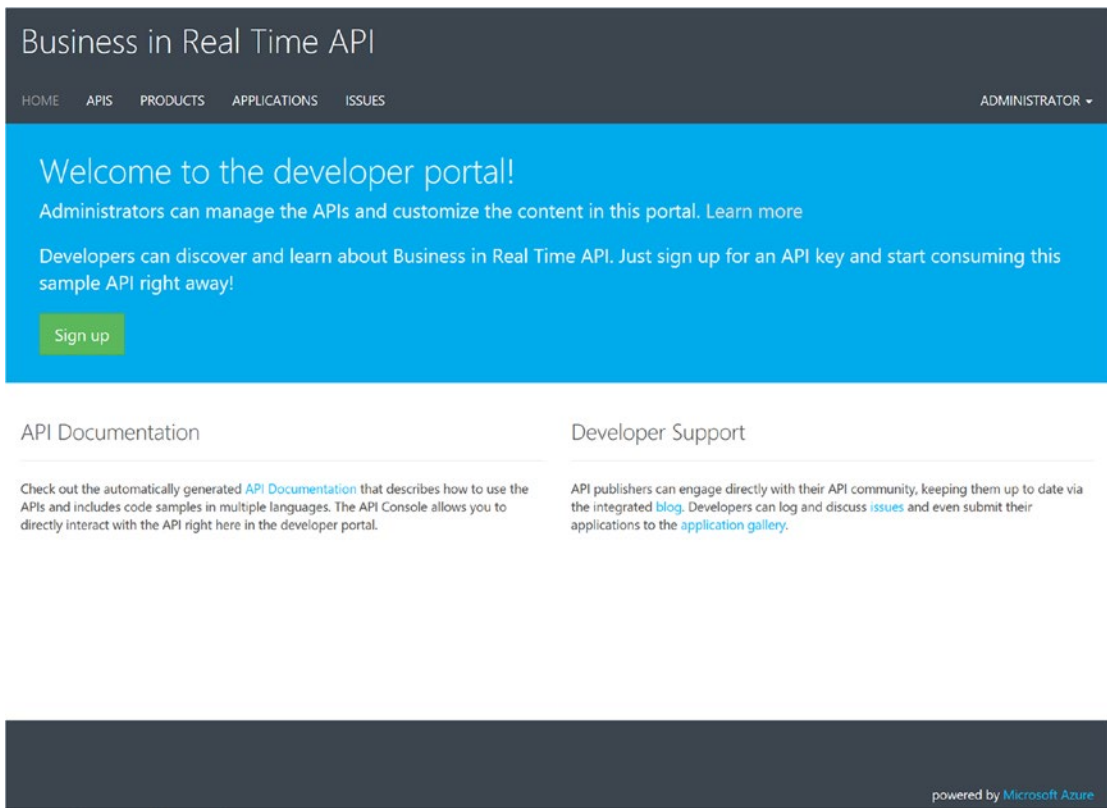 Business in Real Time API
HOME APIS PRODUCTS APPLICATIONS ISSUES ADMINISTRATOR
Welcome to the developer portal!
Administrators can manage the APIs and customize the content in this portal. Learn more
Developers can discover and learn about Business in Real Time API. Just sign up for an API key and start consuming this
sample API right away!
Sign up
API Documentation
Check out the automatically generated API Documentation that describes how to use the
APIs and includes code samples in multiple languages. The API Console allows you to
directly interact with the API right here in the developer portal.
Developer Support
API publishers can engage directly with their API community, keeping them up to date via
the integrated blog. Developers can log and discuss issues and even submit their
applications to the application gallery.
powered by Microsoft Azure